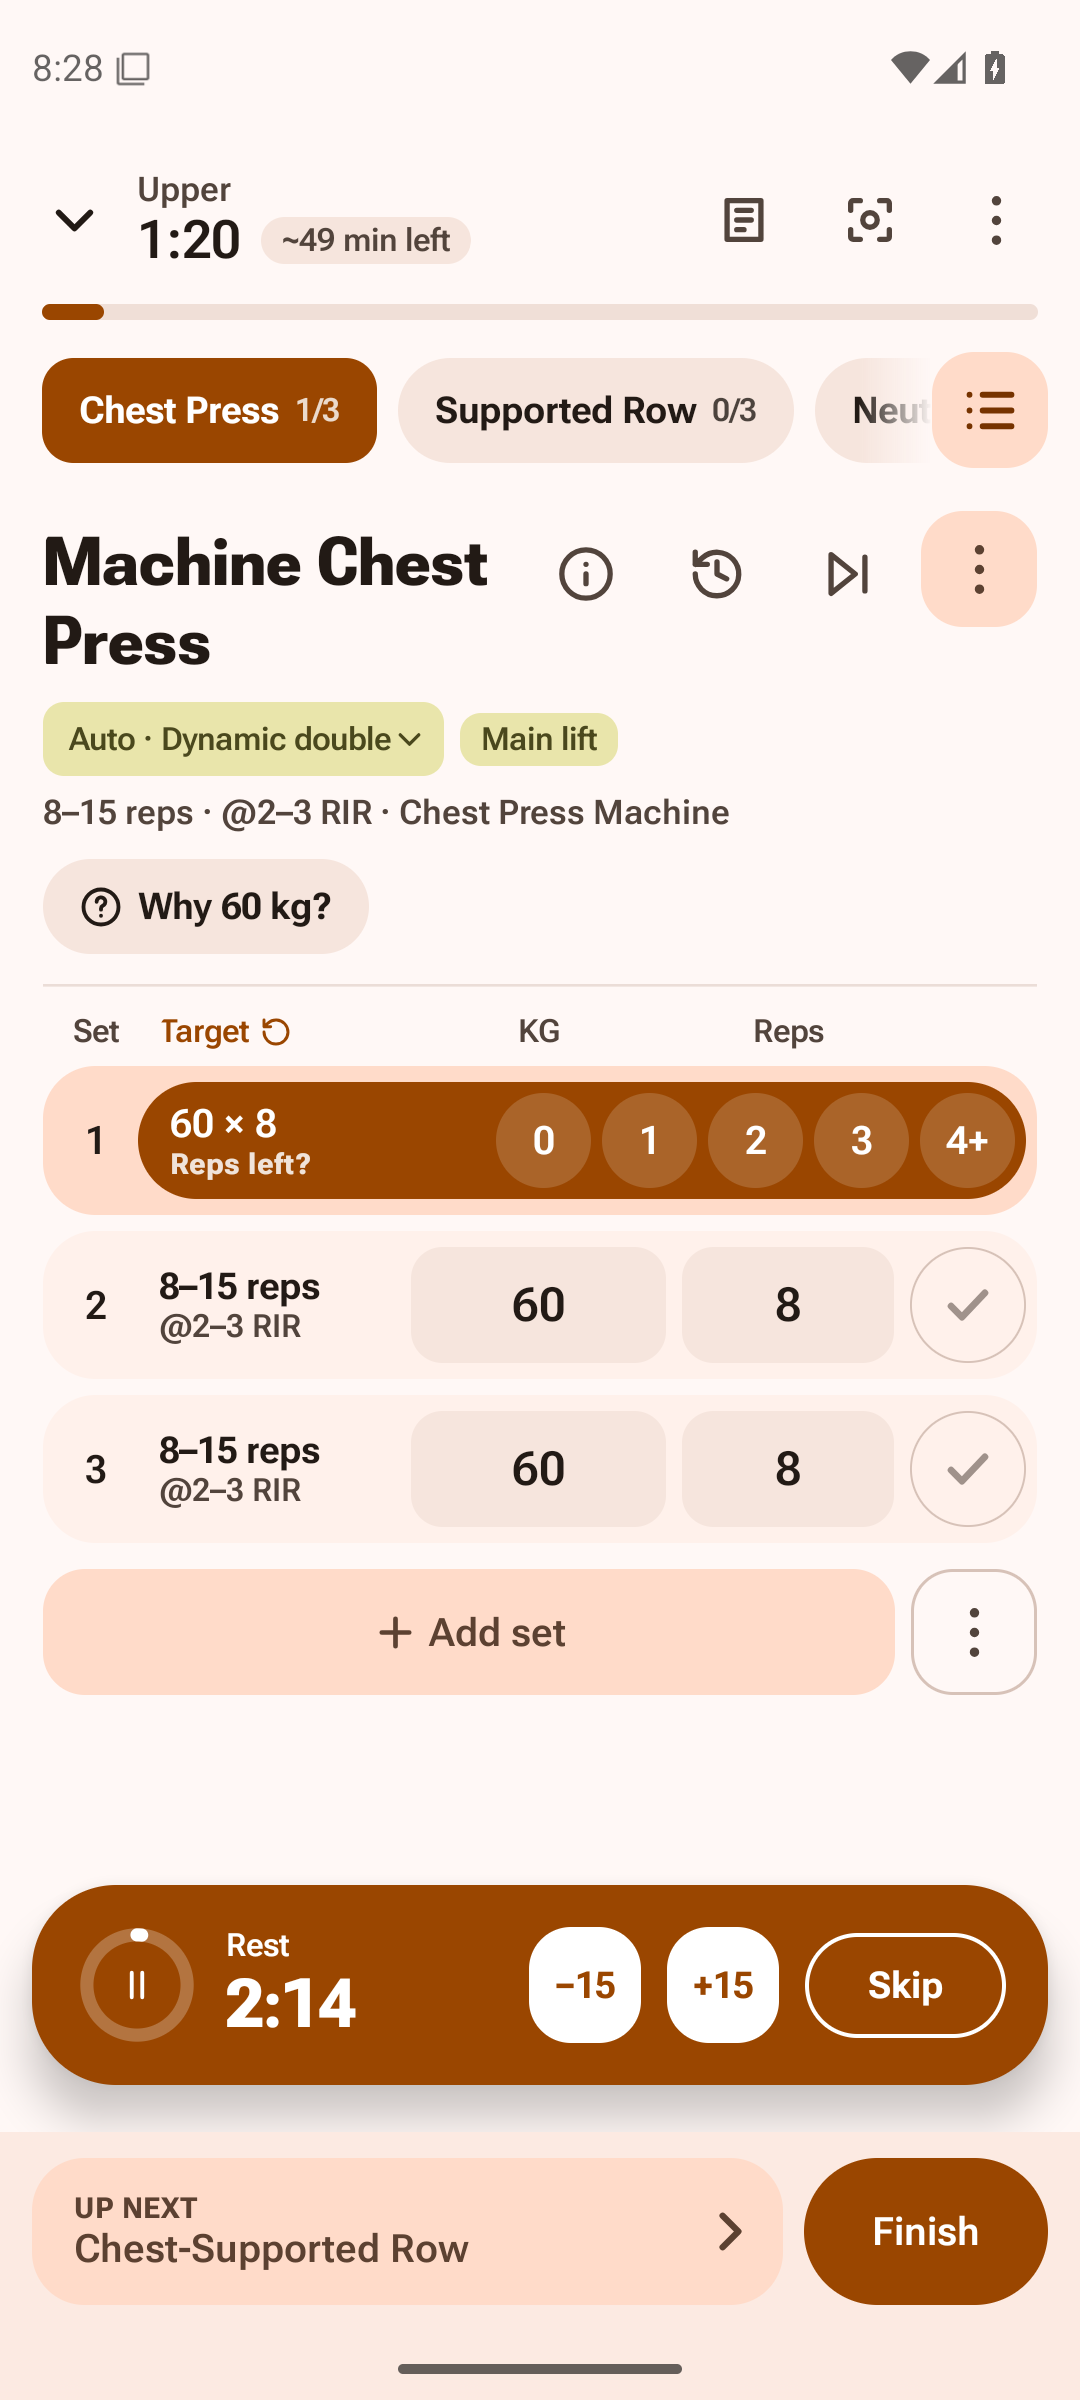 8:28
Upper
1:20 ~49 min left
Chest Press 1/3 Supported Row 0/3 Neut
Machine Chest
Press
Auto · Dynamic double Main lift
8–15 reps · @2–3 RIR · Chest Press Machine
Why 60 kg?
Set Target KG Reps
1 60 × 8 0 1 2 3 4+
Reps left?
2 8–15 reps 60 8
@2–3 RIR
3 8–15 reps 60 8
@2–3 RIR
+ Add set
Rest
2:14 −15 +15 Skip
UP NEXT
Chest-Supported Row
Finish